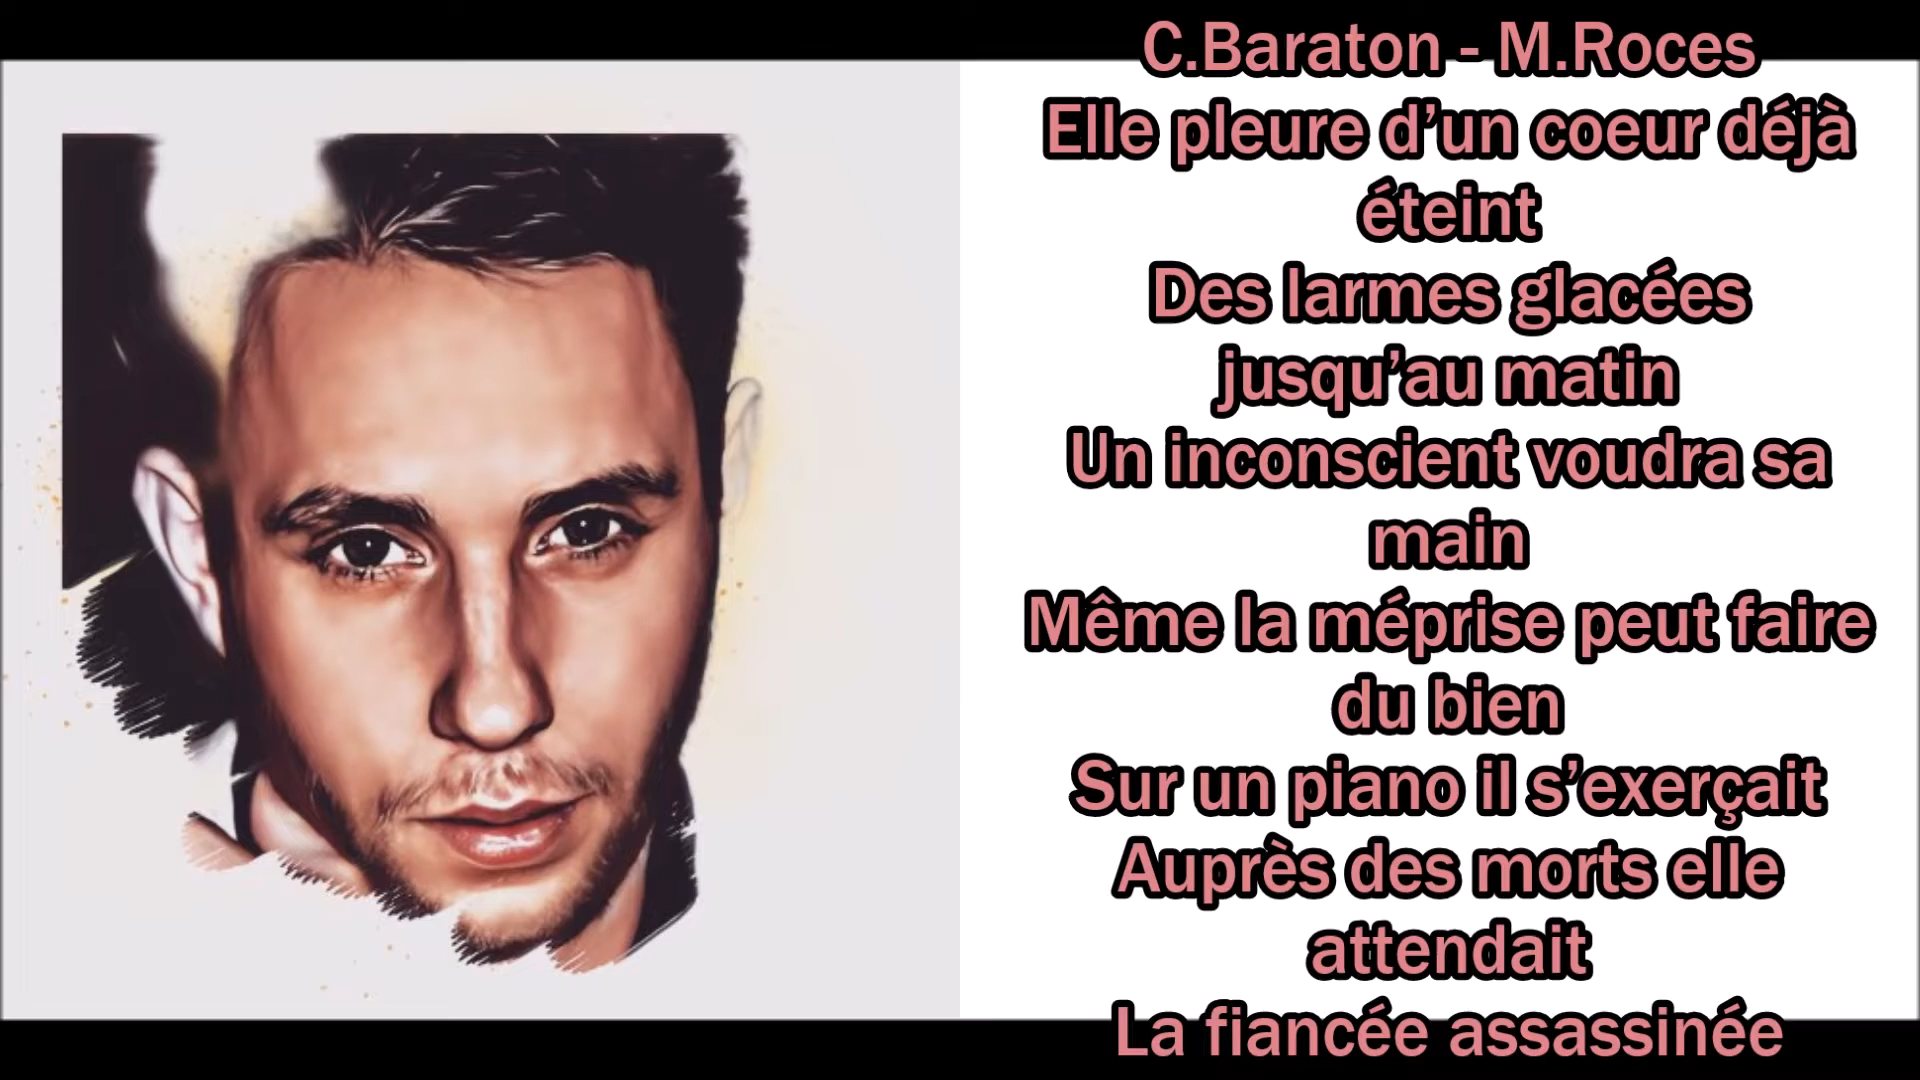 C.Baraton - M.Roces
Elle pleure d’un coeur déjà
éteint
Des larmes glacées
jusqu’au matin
Un inconscient voudra sa
main
Même la méprise peut faire
du bien
Sur un piano il s’exerçait
Auprès des morts elle
attendait
La fiancée assassinée